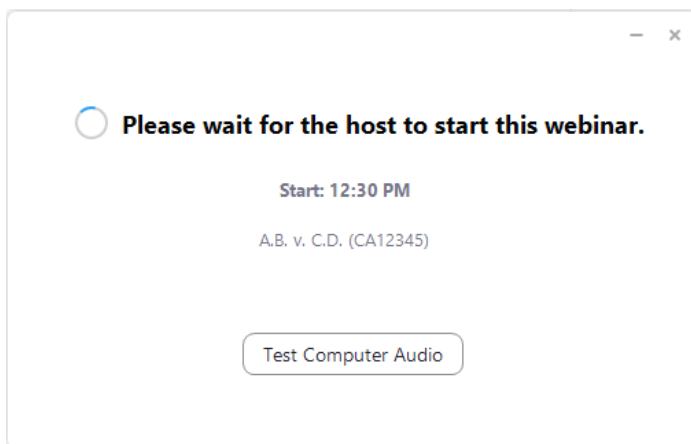 Please wait for the host to start this webinar.
Start: 12:30 PM
A.B. v. C.D. (CA12345)
Test Computer Audio